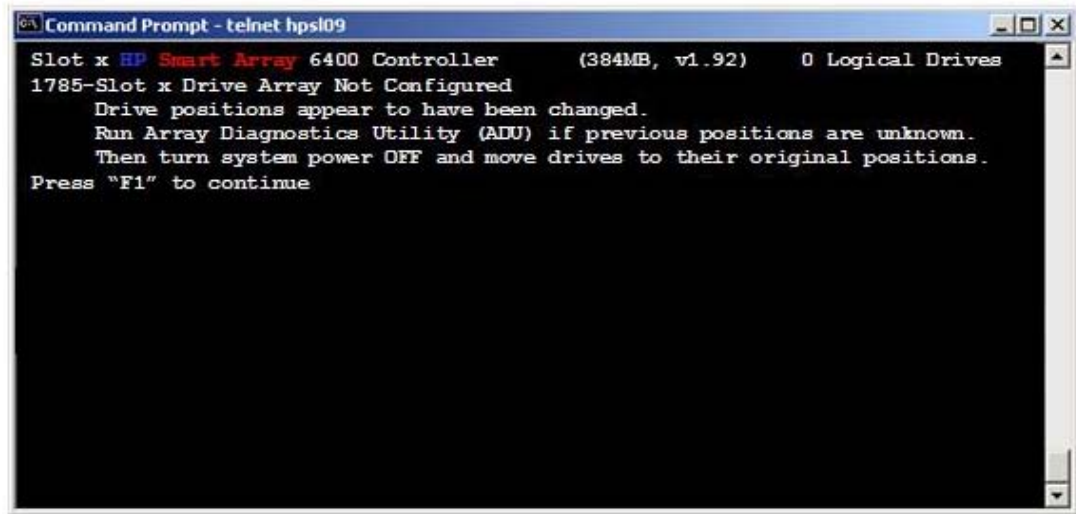 Command Prompt - telnet hpsl09
Slot x HP Smart Array 6400 Controller (384MB, v1.92) 0 Logical Drives
1785-Slot x Drive Array Not Configured
Drive positions appear to have been changed.
Run Array Diagnostics Utility (ADU) if previous positions are unknown.
Then turn system power OFF and move drives to their original positions.
Press “F1” to continue